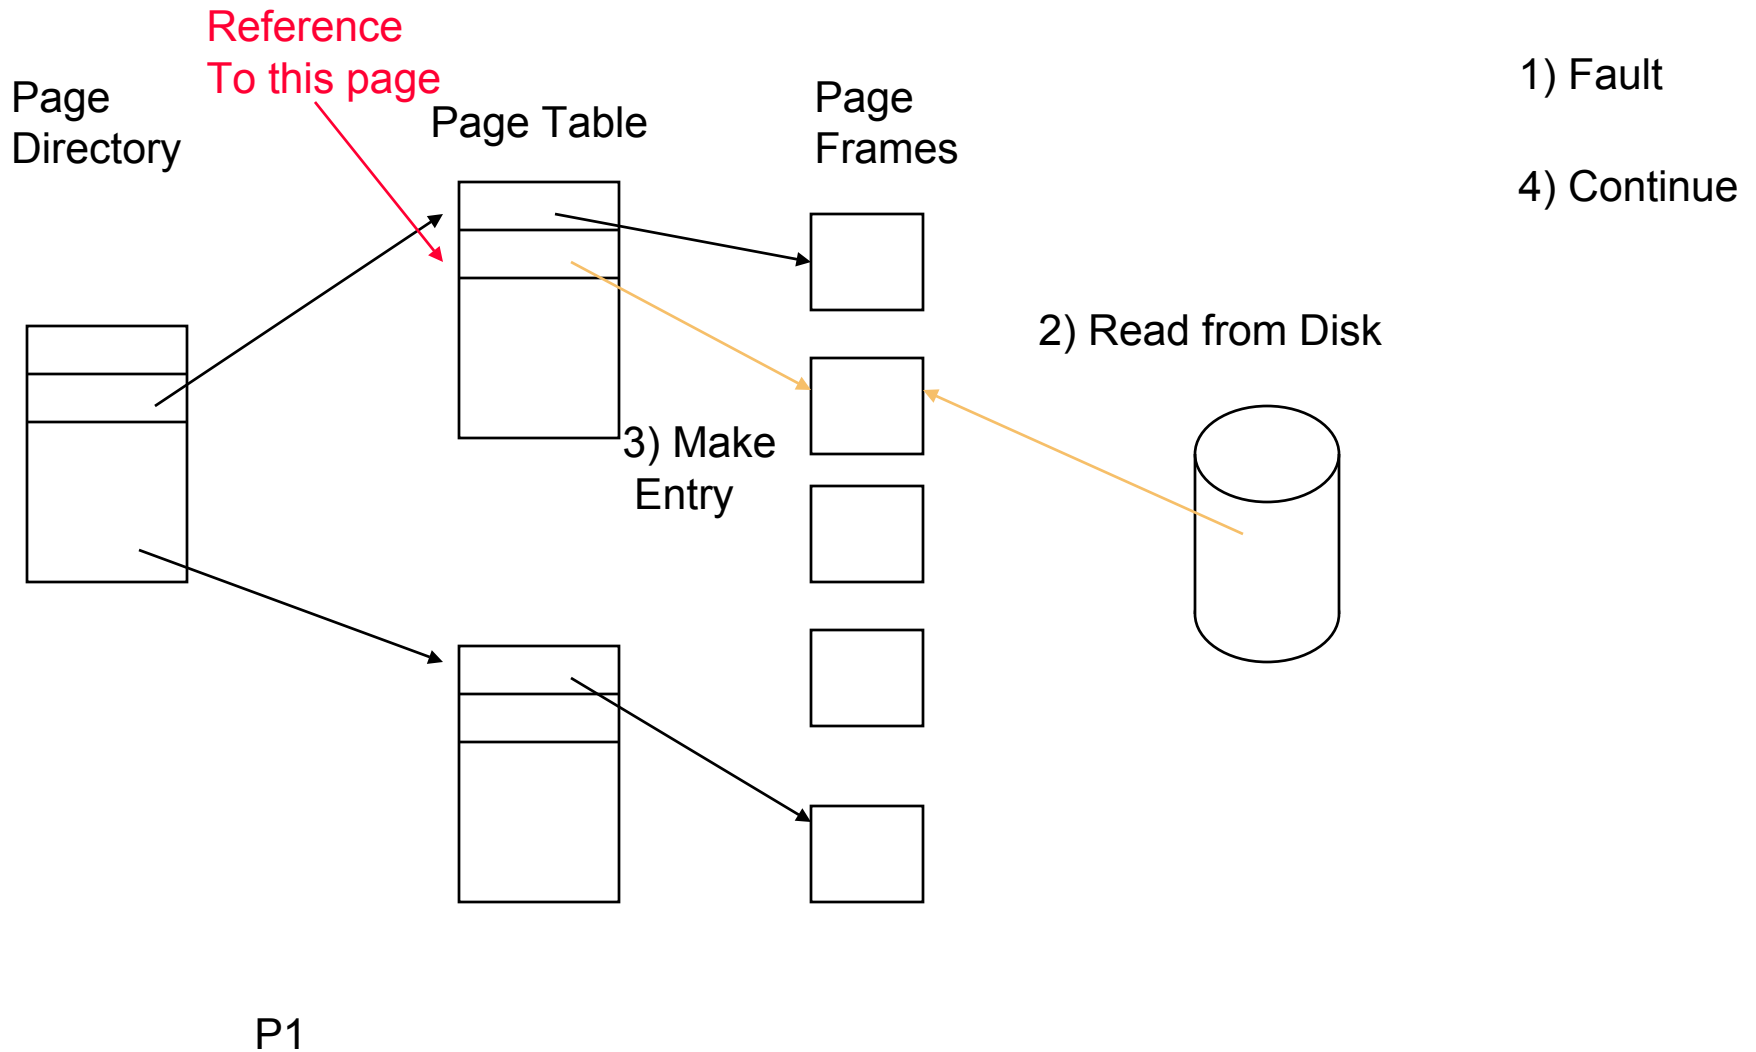 Reference
To this page
Page
Directory
Page Table
Page
Frames
1) Fault
4) Continue
2) Read from Disk
3) Make
Entry
P1